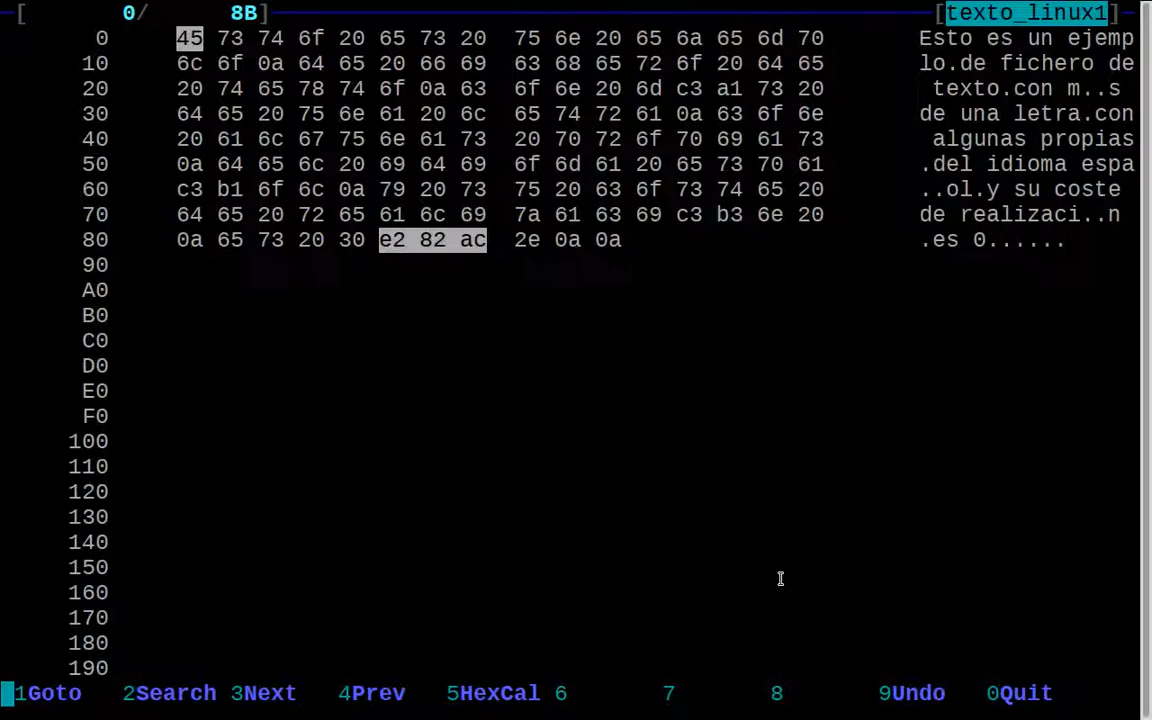 [ 0/ 8B] [texto_linux1]
0 45 73 74 6f 20 65 73 20 75 6e 20 65 6a 65 6d 70 Esto es un ejemp
10 6c 6f 0a 64 65 20 66 69 63 68 65 72 6f 20 64 65 lo.de fichero de
20 20 74 65 78 74 6f 0a 63 6f 6e 20 6d c3 a1 73 20 texto.con m..s
30 64 65 20 75 6e 61 20 6c 65 74 72 61 0a 63 6f 6e de una letra.con
40 20 61 6c 67 75 6e 61 73 20 70 72 6f 70 69 61 73 algunas propias
50 0a 64 65 6c 20 69 64 69 6f 6d 61 20 65 73 70 61 .del idioma espa
60 c3 b1 6f 6c 0a 79 20 73 75 20 63 6f 73 74 65 20 ..ol.y su coste
70 64 65 20 72 65 61 6c 69 7a 61 63 69 c3 b3 6e 20 de realizaci..n
80 0a 65 73 20 30 e2 82 ac 2e 0a 0a .es 0......
90
A0
B0
C0
D0
E0
F0
100
110
120
130
140
150
160
170
180
190
1Goto 2Search 3Next 4Prev 5HexCal 6 7 8 9Undo 0Quit